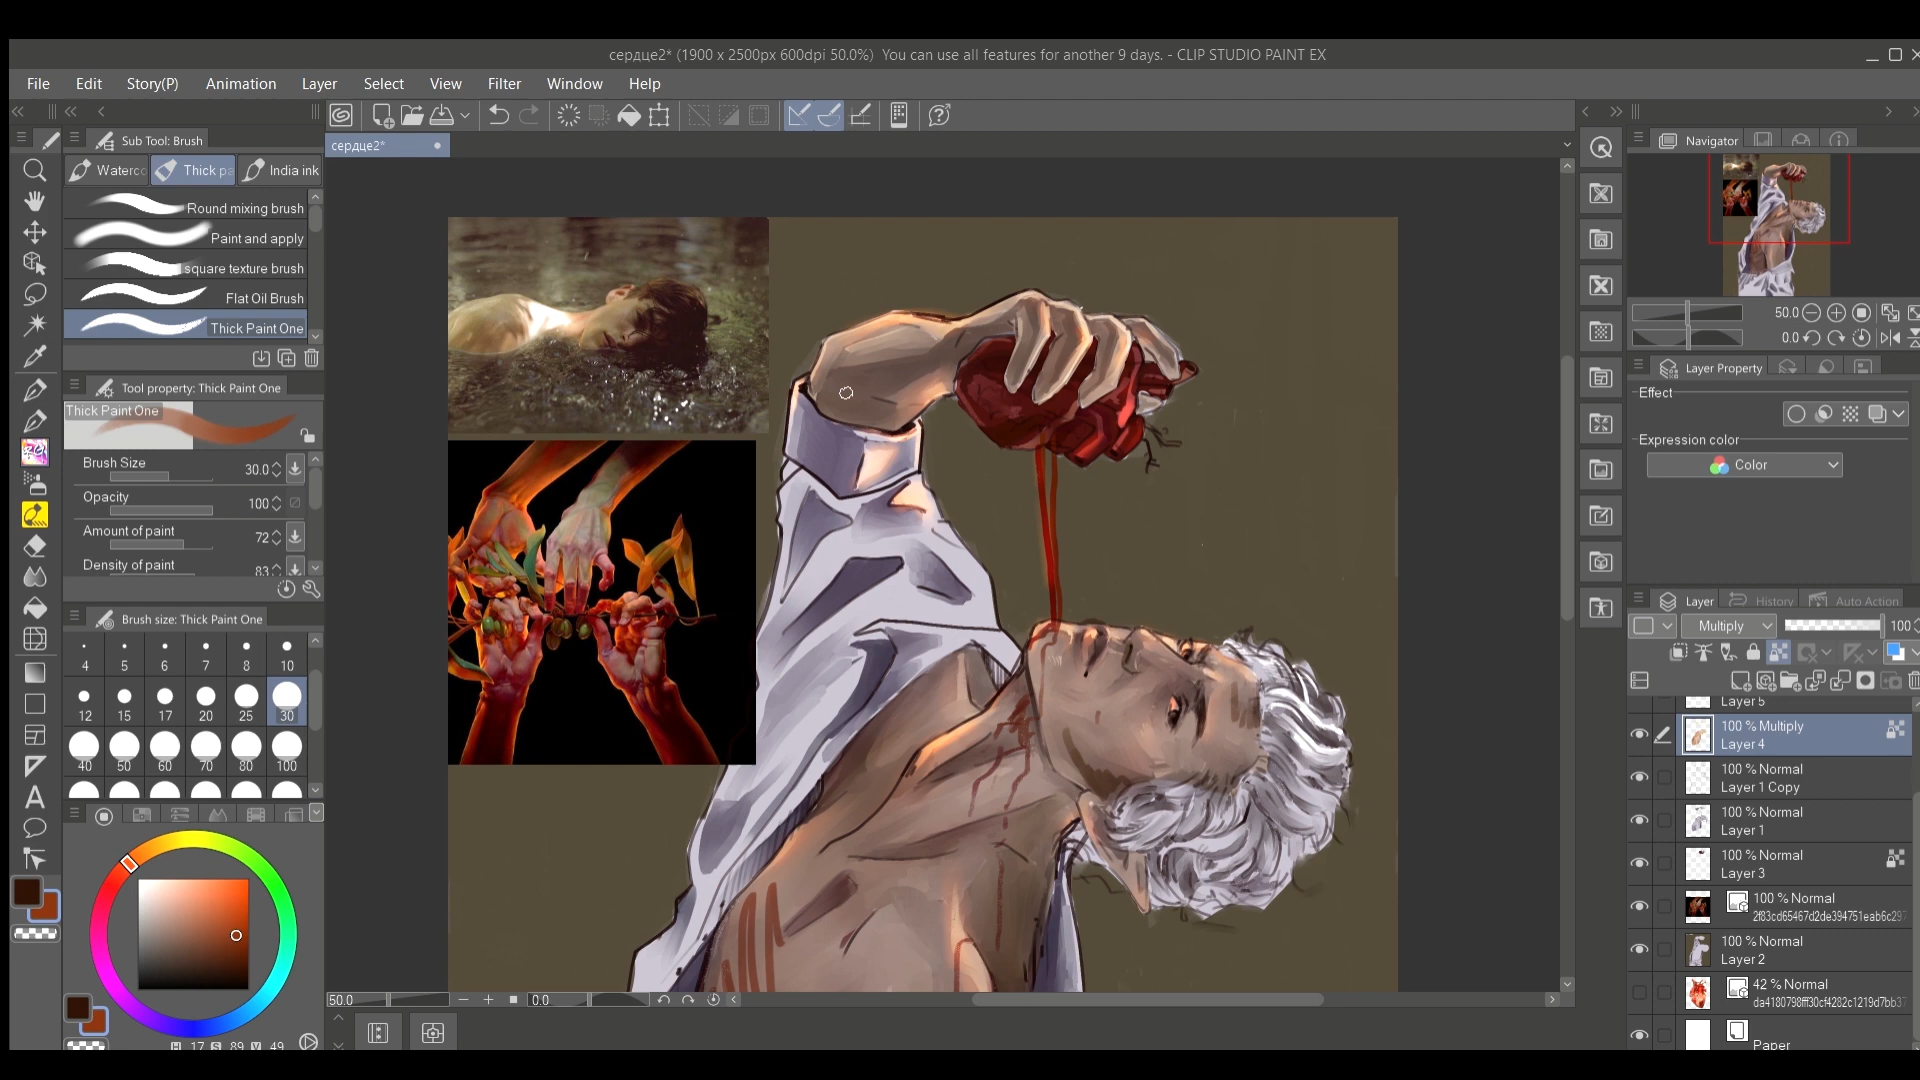 сердце2* (1900 x 2500px 600dpi 50.0%)  You can use all features for another 9 days. - CLIP STUDIO PAINT EX
File Edit Story(P) Animation Layer Select View Filter Window Help
Sub Tool: Brush
сердце2*
Navigator
Waterco Thick pa India ink
Round mixing brush
Paint and apply
square texture brush
Flat Oil Brush
Thick Paint One
50.0
0.0
Tool property: Thick Paint One
Thick Paint One
Brush Size 30.0
Opacity 100
Amount of paint 72
Density of paint 83
Layer Property
Effect
Expression color
Color
Brush size: Thick Paint One
4 5 6 7 8 10
12 15 17 20 25 30
40 50 60 70 80 100
Layer History Auto Action
Multiply 100
Layer 5
100 % Multiply
Layer 4
100 % Normal
Layer 1 Copy
100 % Normal
Layer 1
100 % Normal
Layer 3
100 % Normal
2f83cd65467d2de394751eab6c297
100 % Normal
Layer 2
42 % Normal
da4180798fff30cf4282c1219d7bb37
Paper
50.0 0.0
H 17 S 89 V 49
A